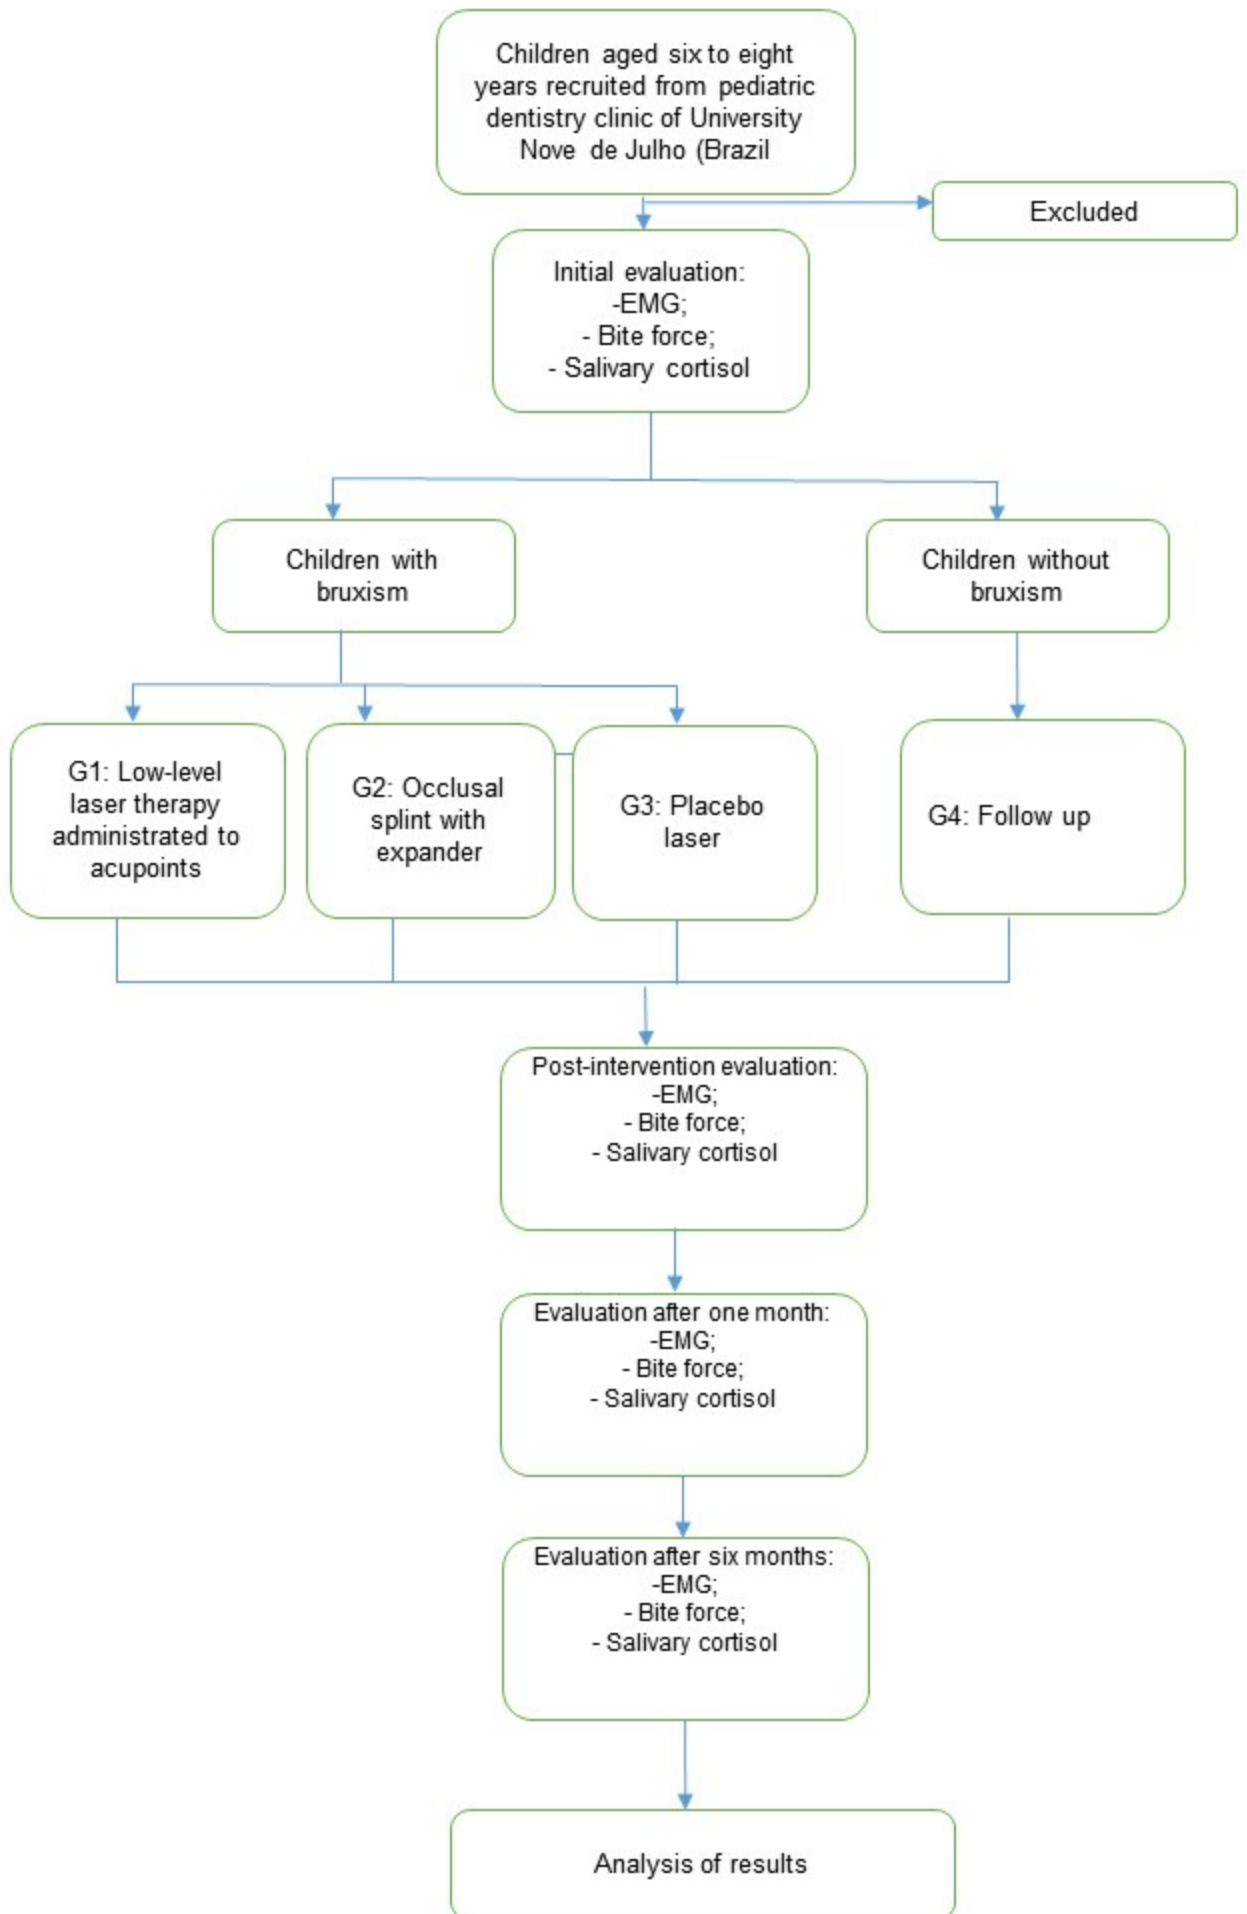 Children aged six to eight
years recruited from pediatric
dentistry clinic of University
Nove de Julho (Brazil
Excluded
Initial evaluation:
-EMG;
- Bite force;
- Salivary cortisol
Children with
bruxism
Children without
bruxism
G1: Low-level
laser therapy
administrated to
acupoints
G2: Occlusal
splint with
expander
G3: Placebo
laser
G4: Follow up
Post-intervention evaluation:
-EMG;
- Bite force;
- Salivary cortisol
Evaluation after one month:
-EMG;
- Bite force;
- Salivary cortisol
Evaluation after six months:
-EMG;
- Bite force;
- Salivary cortisol
Analysis of results